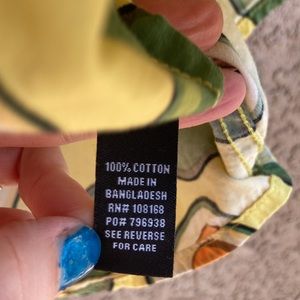 100% COTTON
MADE IN
BANGLADESH
RN# 108168
PO# 796938
SEE REVERSE
FOR CARE